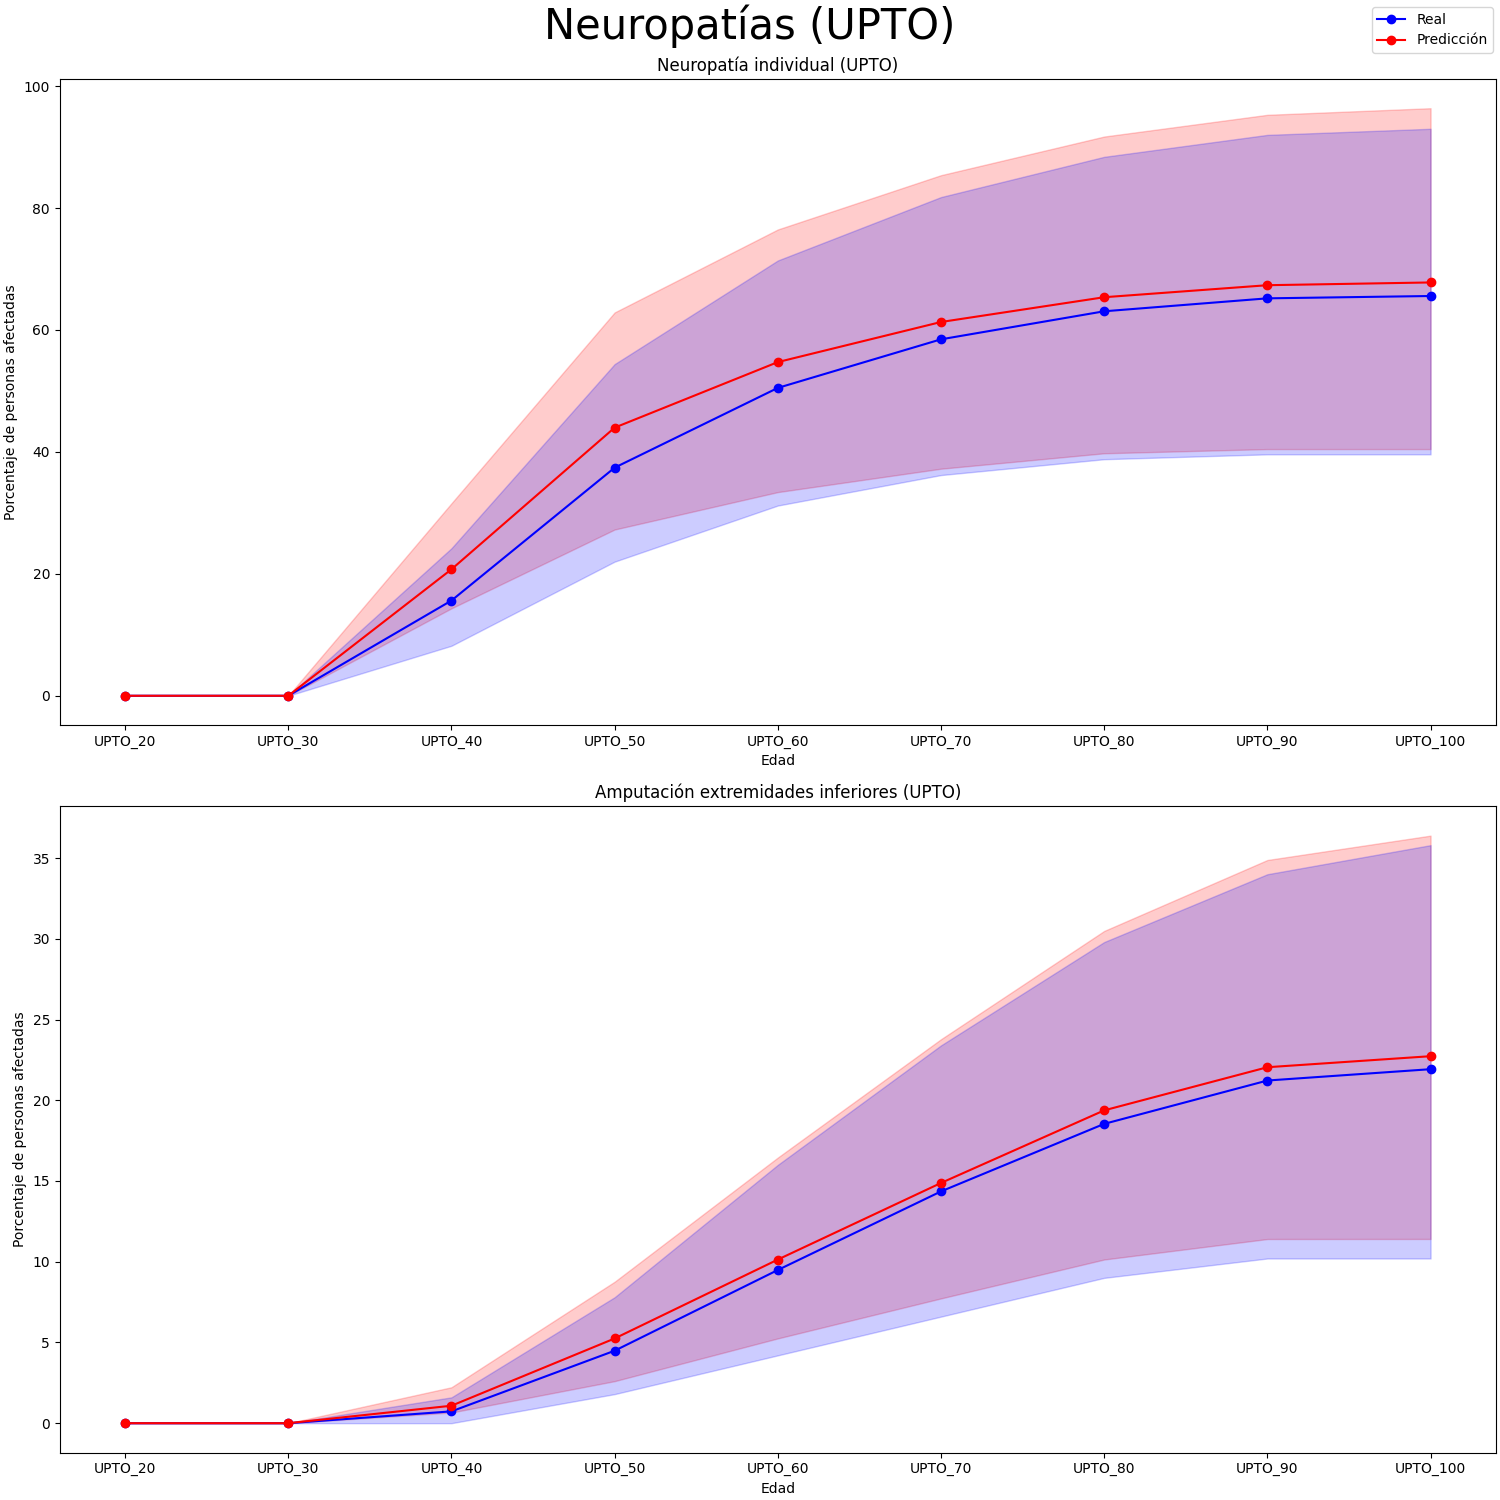 Neuropatías (UPTO)
Real
Predicción
Neuropatía individual (UPTO)
Porcentaje de personas afectadas
100
80
60
40
20
0
UPTO_20 UPTO_30 UPTO_40 UPTO_50 UPTO_60 UPTO_70 UPTO_80 UPTO_90 UPTO_100
Edad
Amputación extremidades inferiores (UPTO)
Porcentaje de personas afectadas
35
30
25
20
15
10
5
0
UPTO_20 UPTO_30 UPTO_40 UPTO_50 UPTO_60 UPTO_70 UPTO_80 UPTO_90 UPTO_100
Edad